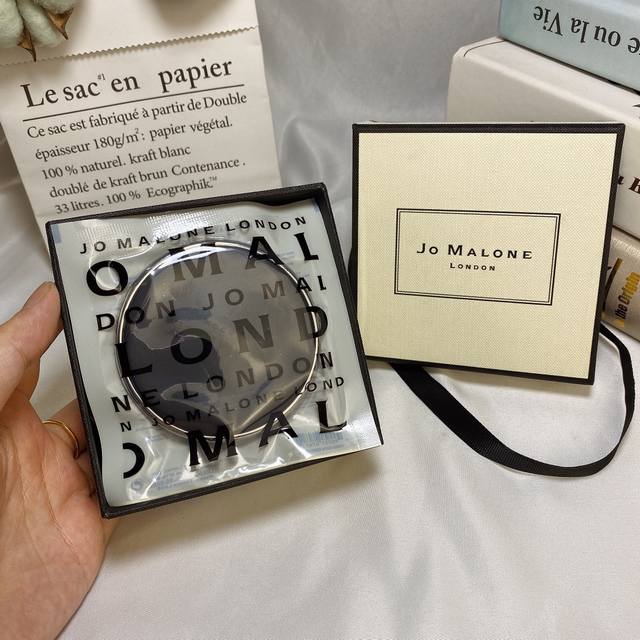 Le sac #1 en papier
Ce sac est fabriqué à partir de Double
épaisseur 180g/m²: papier végétal.
100 % naturel. kraft blanc
doublé de kraft brun Contenance.
33 litres. 100 % Ecographik™
ou la Vie
JO MALONE LONDON
O MAL
DON JO MAL
LOND
NE LONDON
N JO MALONE LOND
O MAL
JO MALONE
LONDON